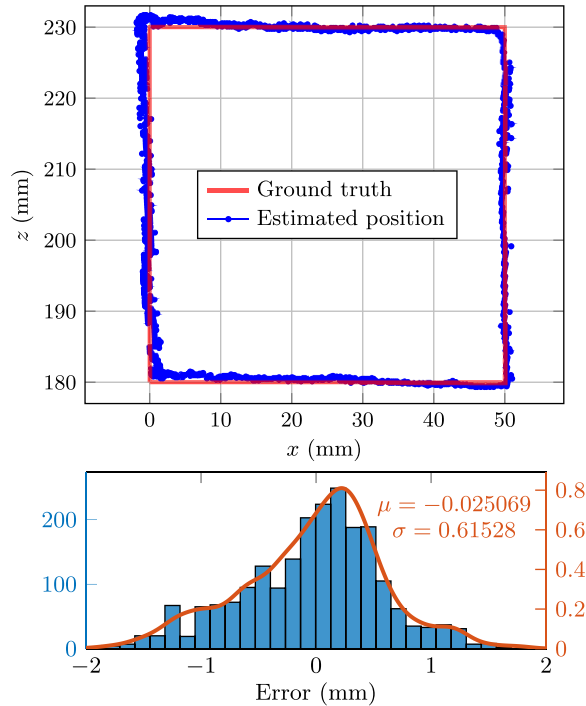 230
220
210
200
190
180
z (mm)
Ground truth
Estimated position
0 10 20 30 40 50
x (mm)
200
100
0
μ = −0.025069
σ = 0.61528
0.8
0.6
0.4
0.2
0
−2 −1 0 1 2
Error (mm)